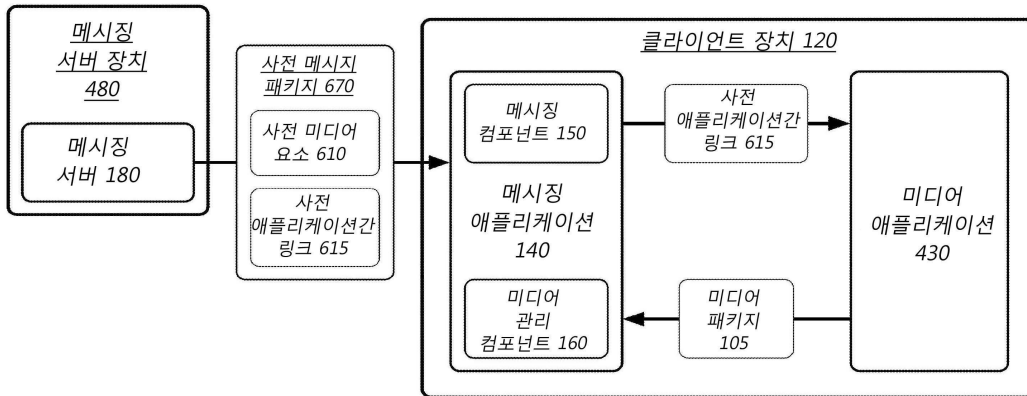 메시징
서버 장치
480
메시징
서버 180
사전 메시지
패키지 670
사전 미디어
요소 610
사전
애플리케이션간
링크 615
클라이언트 장치 120
메시징
컴포넌트 150
메시징
애플리케이션
140
미디어
관리
컴포넌트 160
사전
애플리케이션간
링크 615
미디어
패키지
105
미디어
애플리케이션
430